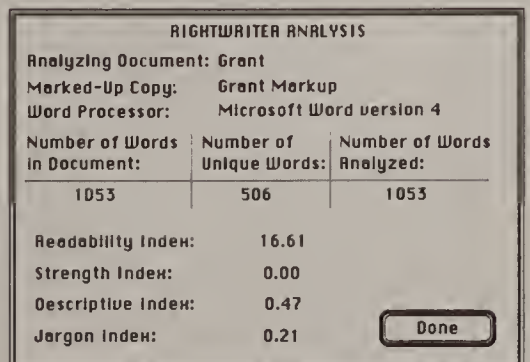 RIGHTWRITER ANALYSIS
Analyzing Document: Grant
Marked-Up Copy: Grant Markup
Word Processor: Microsoft Word version 4
Number of Words Number of Number of Words
in Document: Unique Words: Analyzed:
1053 506 1053
Readability Index: 16.61
Strength Index: 0.00
Descriptive Index: 0.47
Jargon Index: 0.21
Done